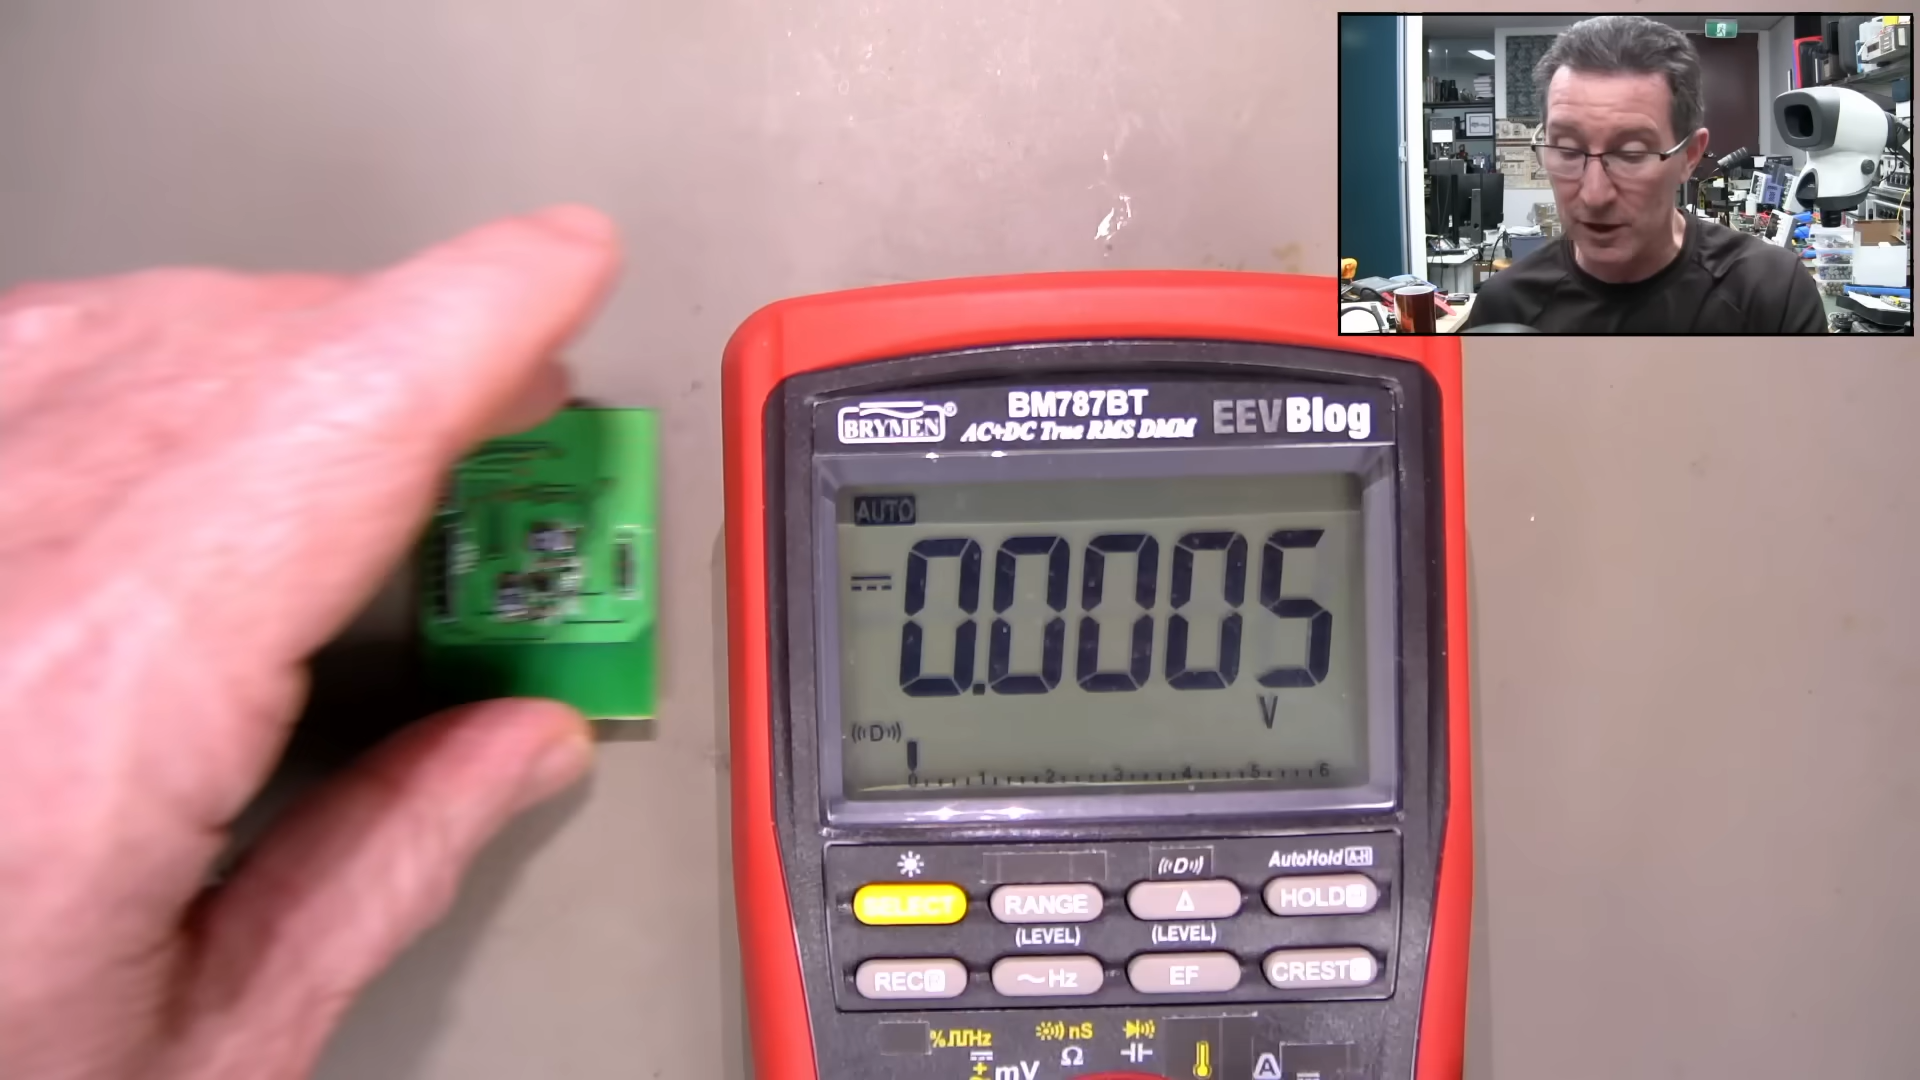 BRYMEN®
BM787BT
AC+DC True RMS DMM
EEVBlog
AUTO
0.0005
V
((•D•))
0 1 2 3 4 5 6
((•D•))
AutoHold A-H
SELECT
RANGE
Δ
HOLD
(LEVEL)
(LEVEL)
REC
~Hz
EF
CREST
%
Hz
nS
Ω
mV
A